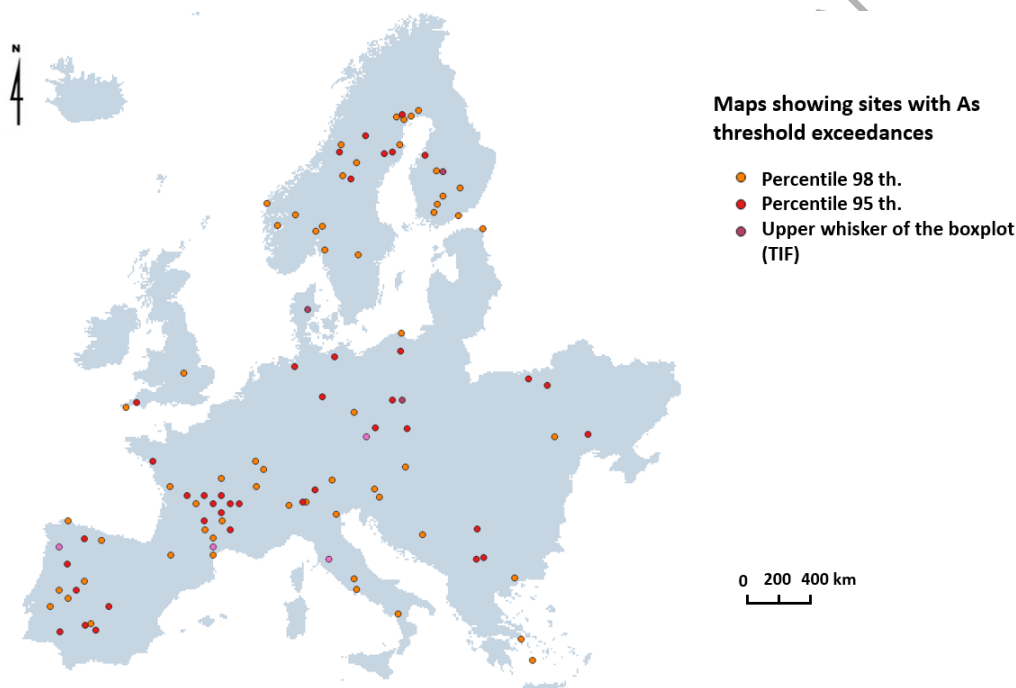 N
Maps showing sites with As
threshold exceedances
Percentile 98 th.
Percentile 95 th.
Upper whisker of the boxplot
(TIF)
0 200 400 km